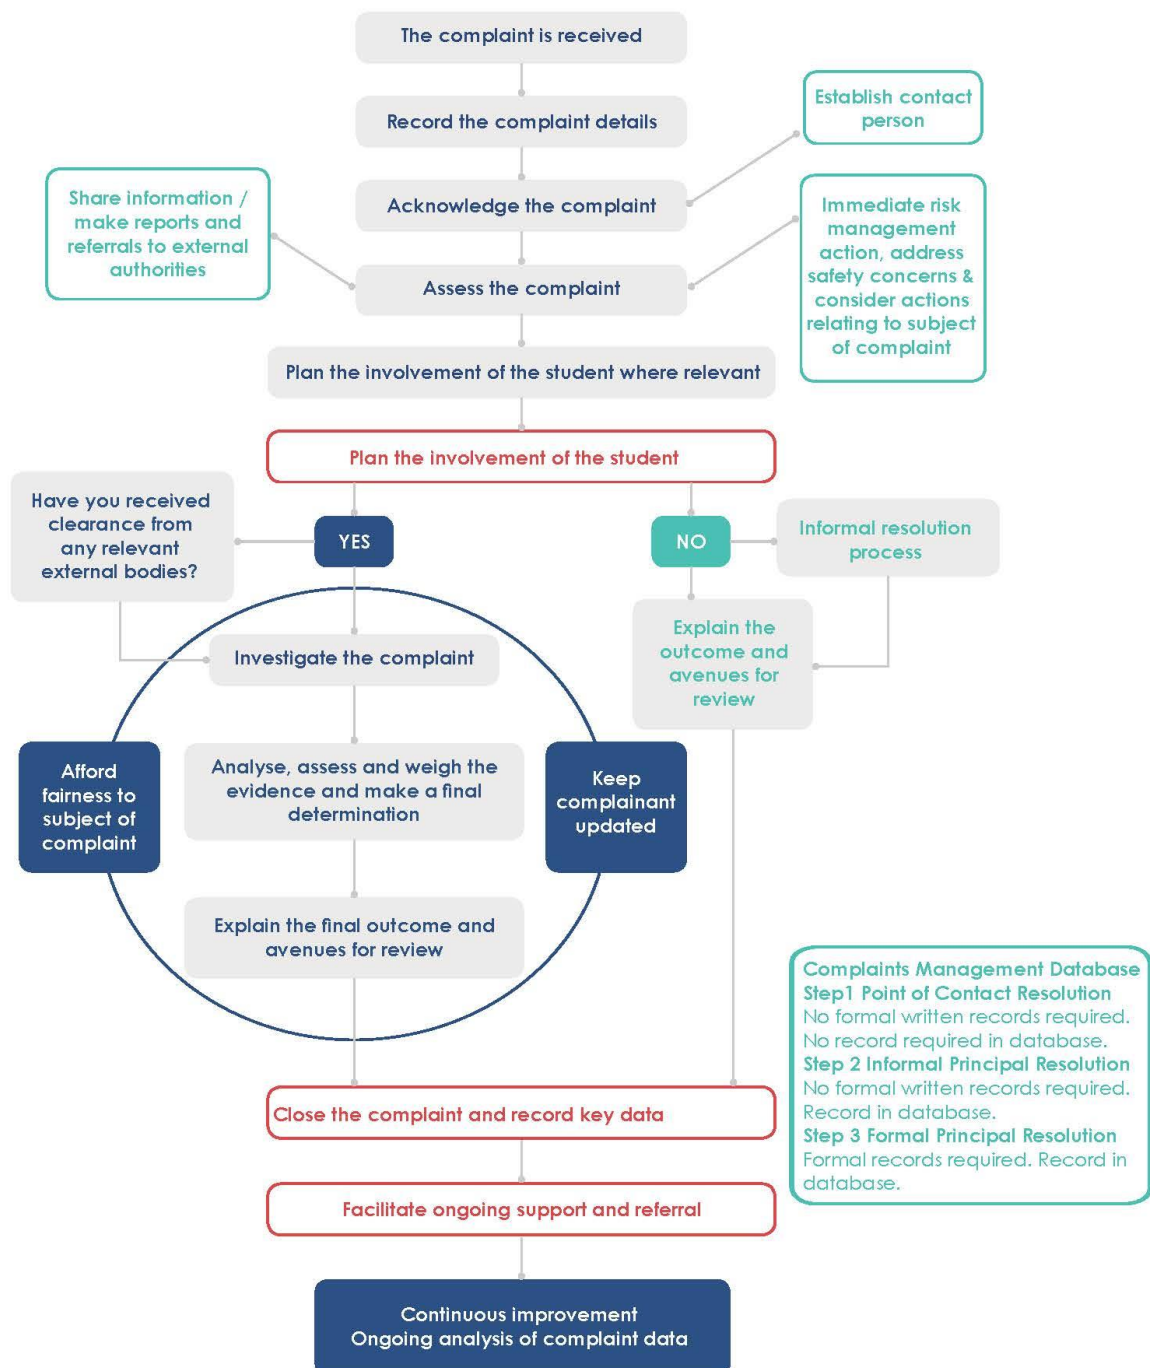 The complaint is received
Record the complaint details
Establish contact
person
Acknowledge the complaint
Share information /
make reports and
referrals to external
authorities
Immediate risk
management
action, address
safety concerns &
consider actions
relating to subject
of complaint
Assess the complaint
Plan the involvement of the student where relevant
Plan the involvement of the student
Have you received
clearance from
any relevant
external bodies?
YES
NO
Informal resolution
process
Investigate the complaint
Explain the
outcome and
avenues for
review
Afford
fairness to
subject of
complaint
Analyse, assess and weigh the
evidence and make a final
determination
Keep
complainant
updated
Explain the final outcome and
avenues for review
Complaints Management Database
Step1 Point of Contact Resolution
No formal written records required.
No record required in database.
Step 2 Informal Principal Resolution
No formal written records required.
Record in database.
Step 3 Formal Principal Resolution
Formal records required. Record in
database.
Close the complaint and record key data
Facilitate ongoing support and referral
Continuous improvement
Ongoing analysis of complaint data